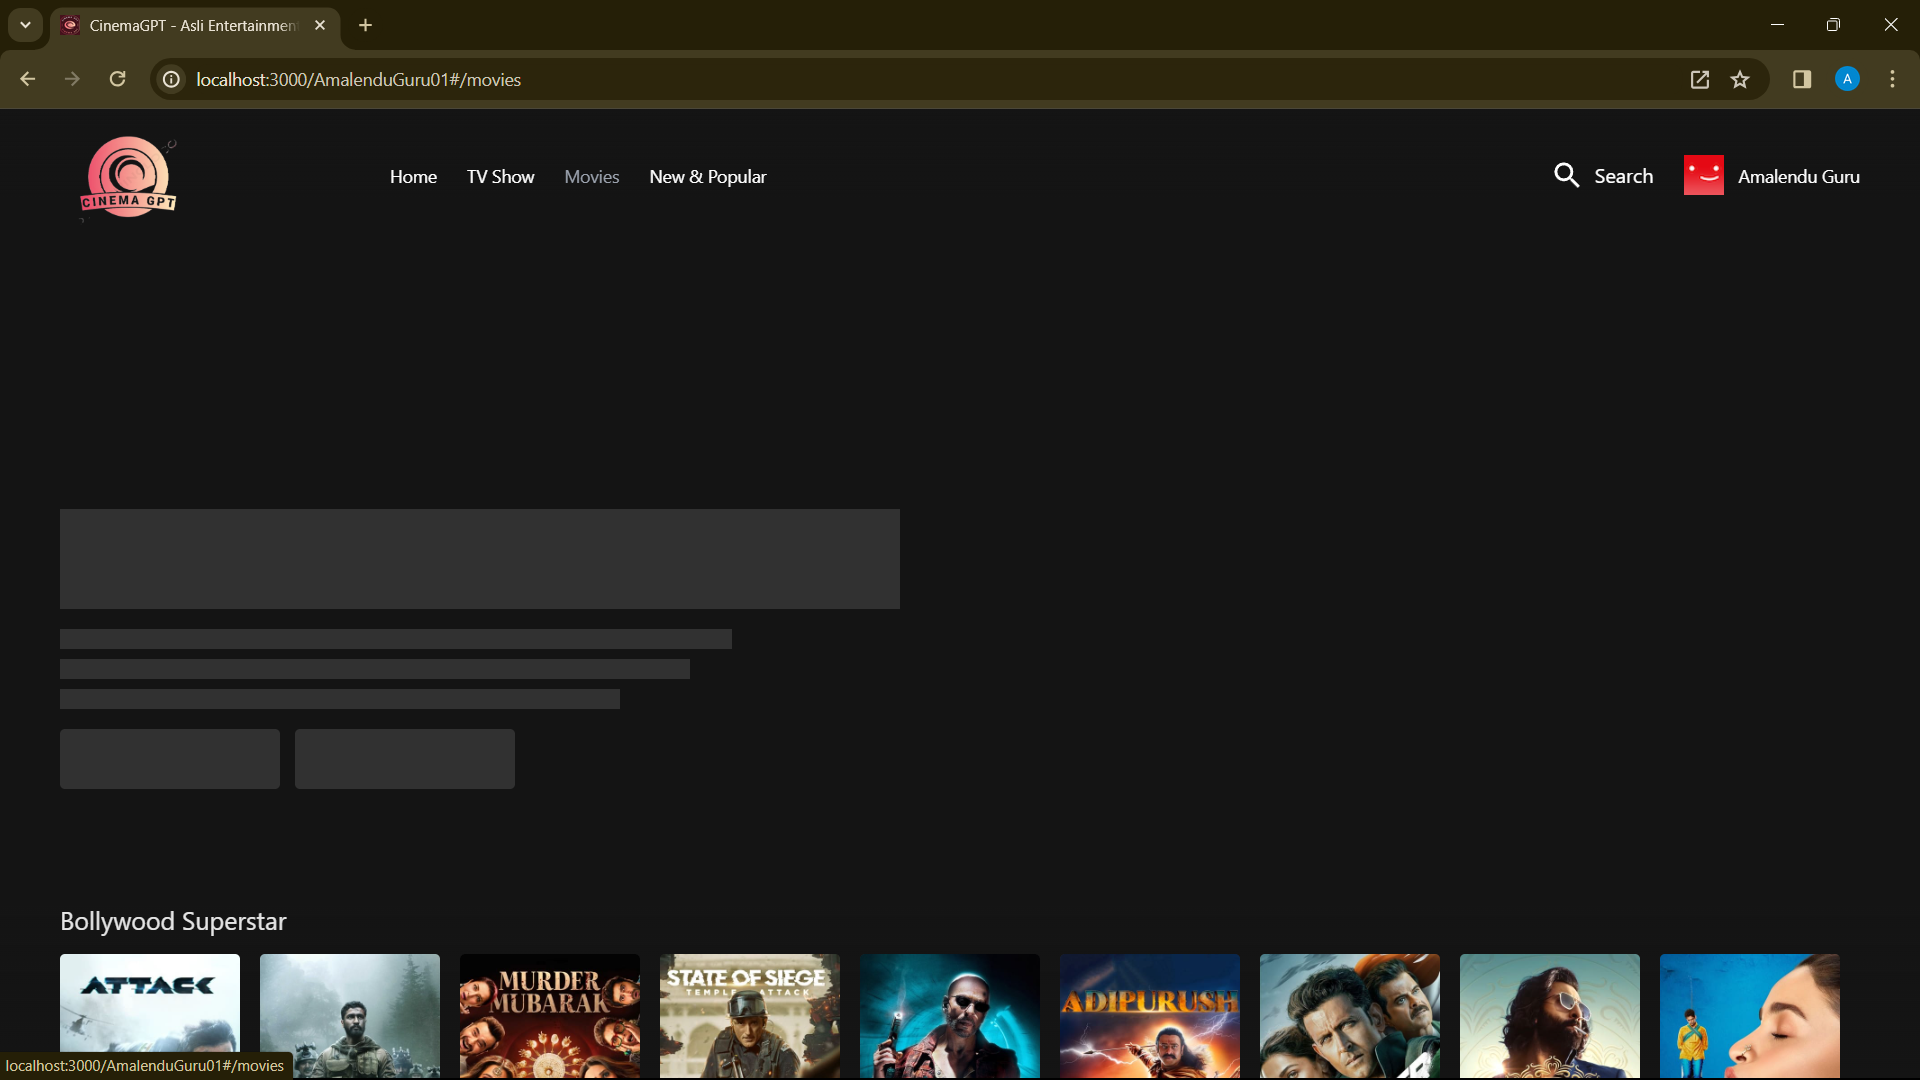 CinemaGPT - Asli Entertainmen
localhost:3000/AmalenduGuru01#/movies
A
CINEMA GPT
Home TV Show Movies New & Popular
Search Amalendu Guru
Bollywood Superstar
ATTACK
MURDER
MUBARAK
STATE OF SIEGE
TEMPLE ATTACK
ADIPURUSH
localhost:3000/AmalenduGuru01#/movies